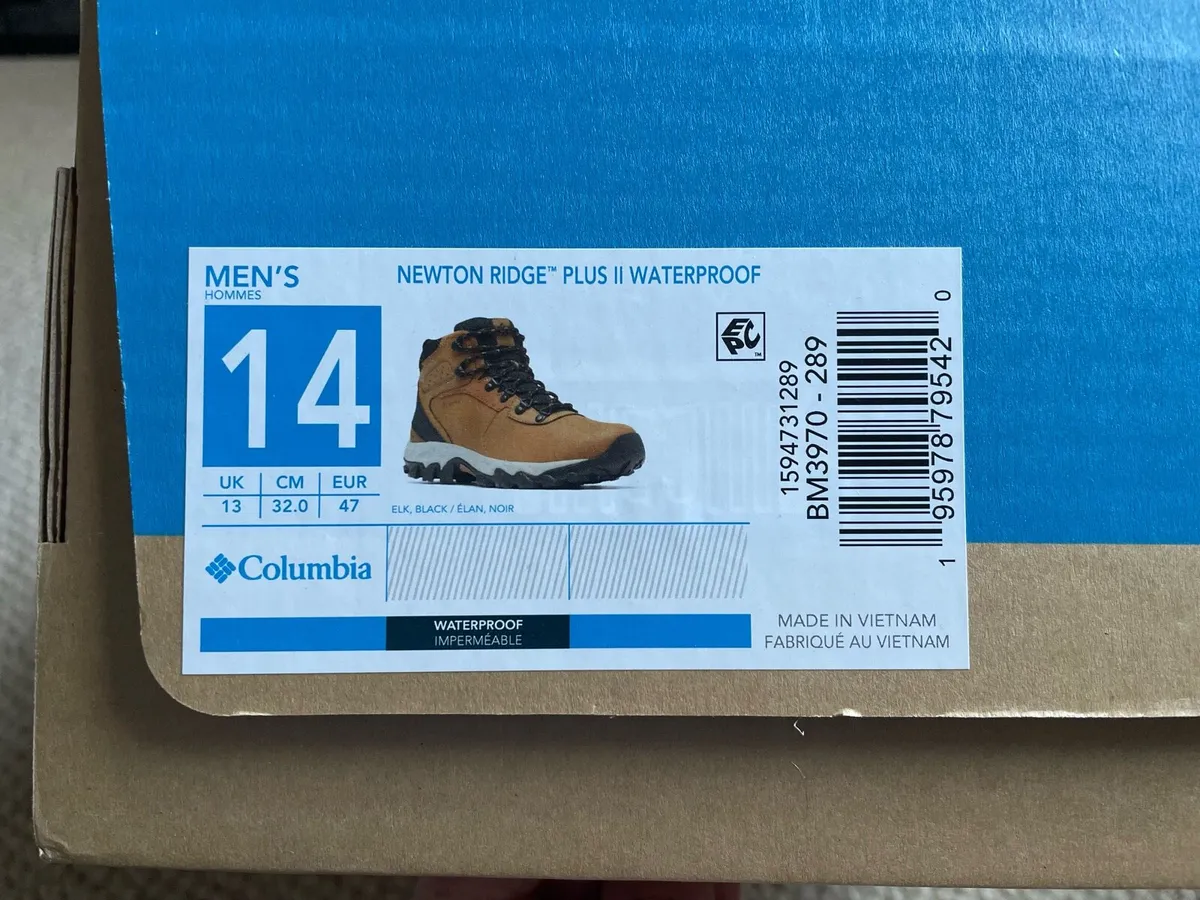 MEN'S
HOMMES
14
UK CM EUR
13 32.0 47
NEWTON RIDGE™ PLUS II WATERPROOF
EPC™
ELK, BLACK / ÉLAN, NOIR
Columbia
WATERPROOF
IMPERMÉABLE
1594731289
BM3970 - 289
1 95978 79542 0
MADE IN VIETNAM
FABRIQUÉ AU VIETNAM